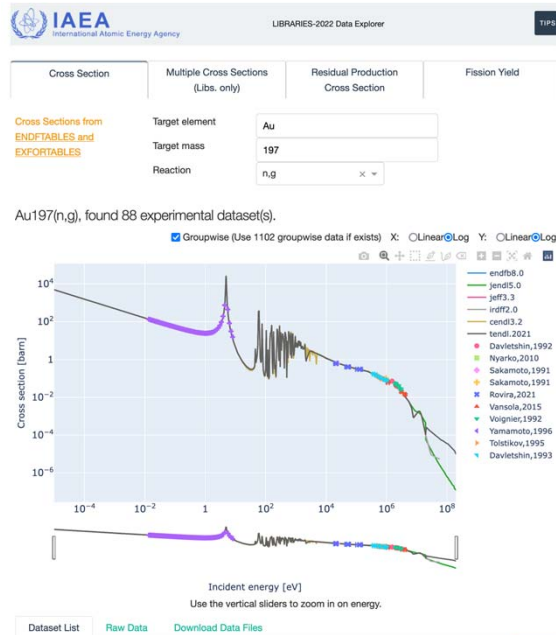 IAEA
International Atomic Energy Agency
LIBRARIES-2022 Data Explorer
TIPS
Cross Section
Multiple Cross Sections
(Libs. only)
Residual Production
Cross Section
Fission Yield
Cross Sections from
ENDFTABLES and
EXFORTABLES
Target element
Au
Target mass
197
Reaction
n,g
Au197(n,g), found 88 experimental dataset(s).
Groupwise (Use 1102 groupwise data if exists) X: Linear Log Y: Linear Log
Cross section [barn]
10⁴
10²
1
10⁻²
10⁻⁴
10⁻⁶
10⁻⁴
10⁻²
1
10²
10⁴
10⁶
10⁸
endfb8.0
jendl5.0
jeff3.3
irdff2.0
cendl3.2
tendl.2021
Davletshin,1992
Nyarko,2010
Sakamoto,1991
Sakamoto,1991
Rovira,2021
Vansola,2015
Voignier,1992
Yamamoto,1996
Tolstikov,1995
Davletshin,1993
Incident energy [eV]
Use the vertical sliders to zoom in on energy.
Dataset List
Raw Data
Download Data Files